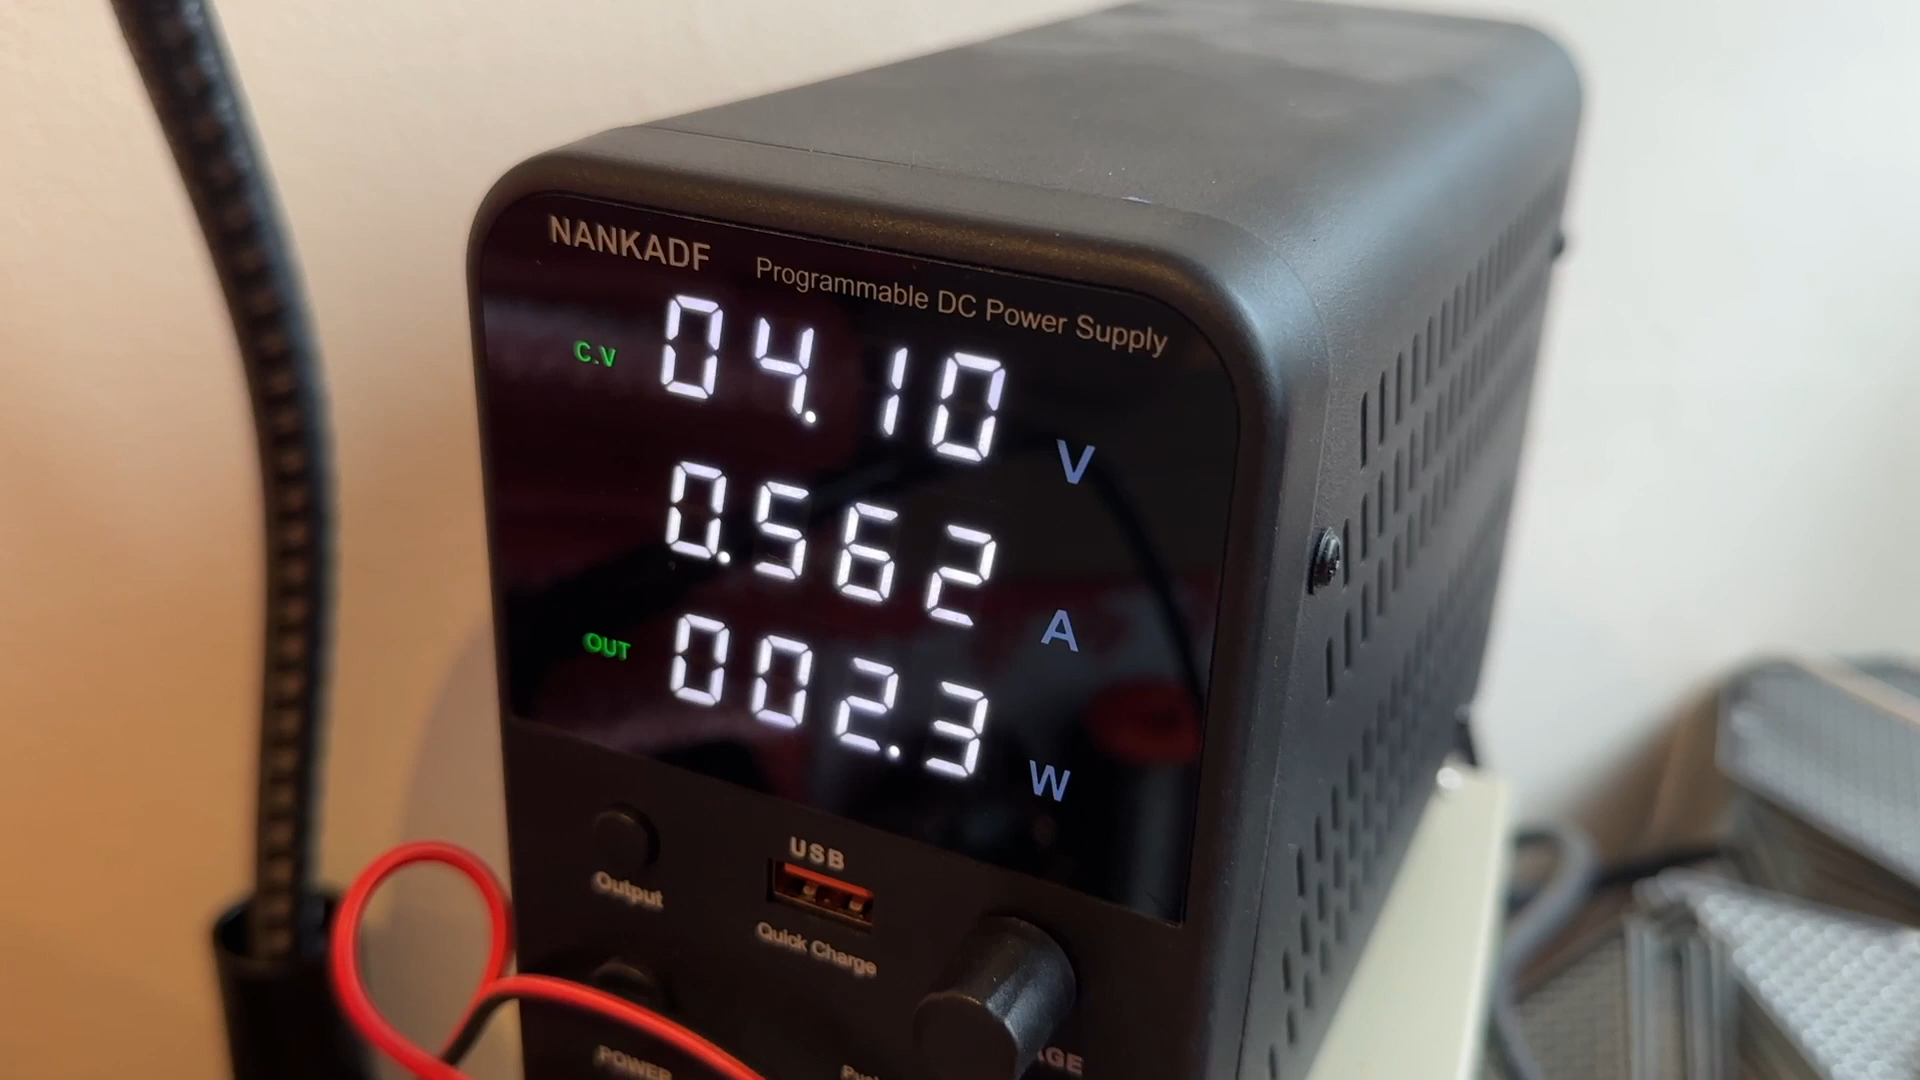 NANKADF
Programmable DC Power Supply
C.V 04.10 V
0.562 A
OUT 002.3 W
USB
Output
Quick Charge
POWER